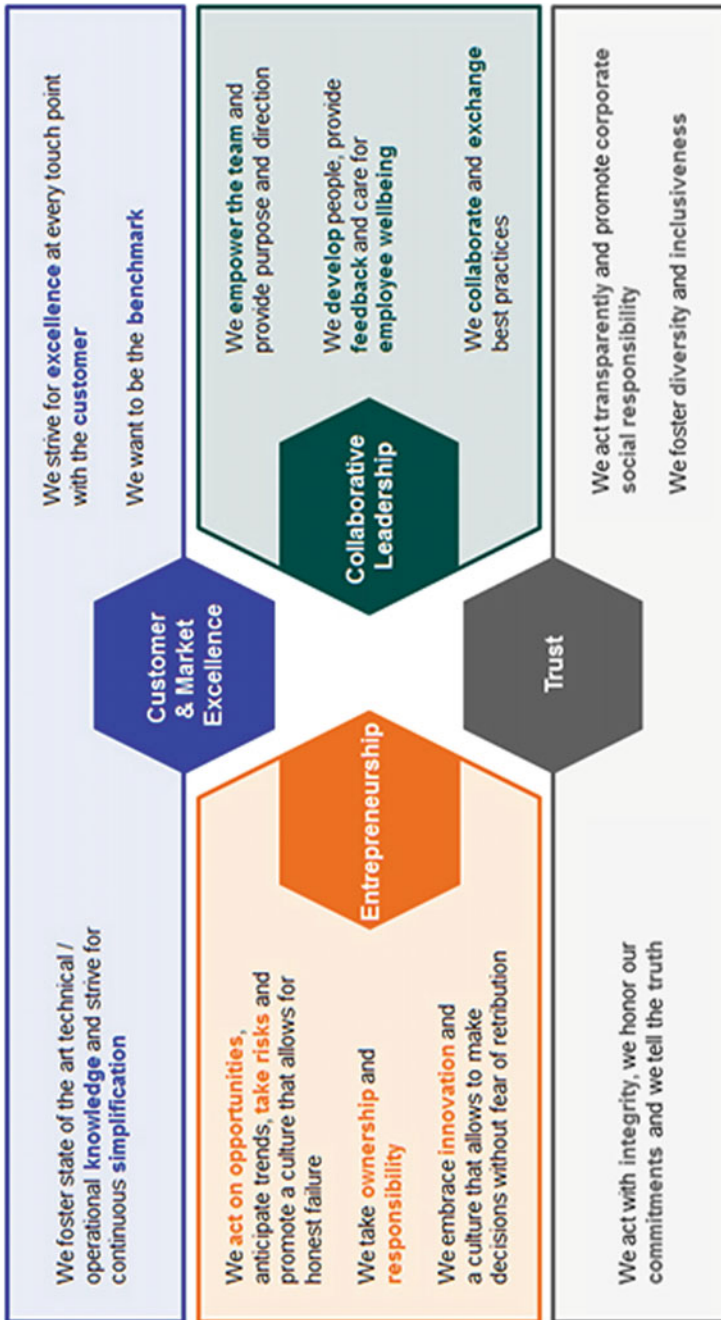 We foster state of the art technical /
operational knowledge and strive for
continuous simplification
Customer
& Market
Excellence
We strive for excellence at every touch point
with the customer
We want to be the benchmark
We act on opportunities,
anticipate trends, take risks and
promote a culture that allows for
honest failure
We take ownership and
responsibility
We embrace innovation and
a culture that allows to make
decisions without fear of retribution
Entrepreneurship
Collaborative
Leadership
We empower the team and
provide purpose and direction
We develop people, provide
feedback and care for
employee wellbeing
We collaborate and exchange
best practices
We act with integrity, we honor our
commitments and we tell the truth
Trust
We act transparently and promote corporate
social responsibility
We foster diversity and inclusiveness